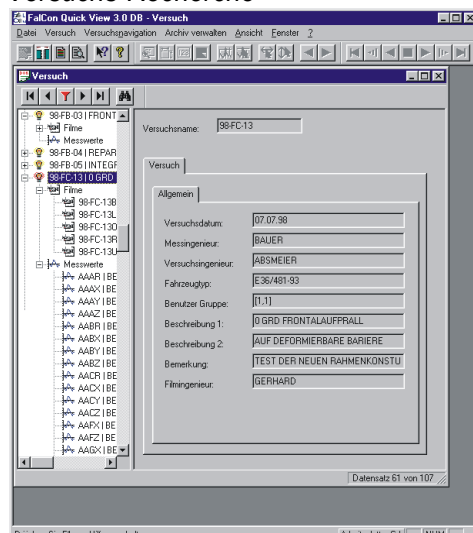 FalCon Quick View 3.0 DB - Versuch
Datei Versuch Versuchsnavigation Archiv verwalten Ansicht Fenster ?
Versuch
98-FB-03 | FRONT
Filme
Messwerte
98-FB-04 | REPAR
98-FB-05 | INTEGF
98-FC-13 | 0 GRD
Filme
98-FC-13B
98-FC-13L
98-FC-13O
98-FC-13R
98-FC-13U
Messwerte
AAAR | BE
AAAX | BE
AAAY | BE
AAAZ | BE
AABR | BE
AABX | BE
AABY | BE
AABZ | BE
AACR | BE
AACX | BE
AACY | BE
AACZ | BE
AAFX | BE
AAFZ | BE
AAGX | BE
Versuchsname: 98-FC-13
Versuch
Allgemein
Versuchsdatum: 07.07.98
Messingenieur: BAUER
Versuchsingenieur: ABSMEIER
Fahrzeugtyp: E36/481-93
Benutzer Gruppe: [1,1]
Beschreibung 1: 0 GRD FRONTALAUFPRALL
Beschreibung 2: AUF DEFORMIERBARE BARIERE
Bemerkung: TEST DER NEUEN RAHMENKONSTU
Filmingenieur: GERHARD
Datensatz 61 von 107